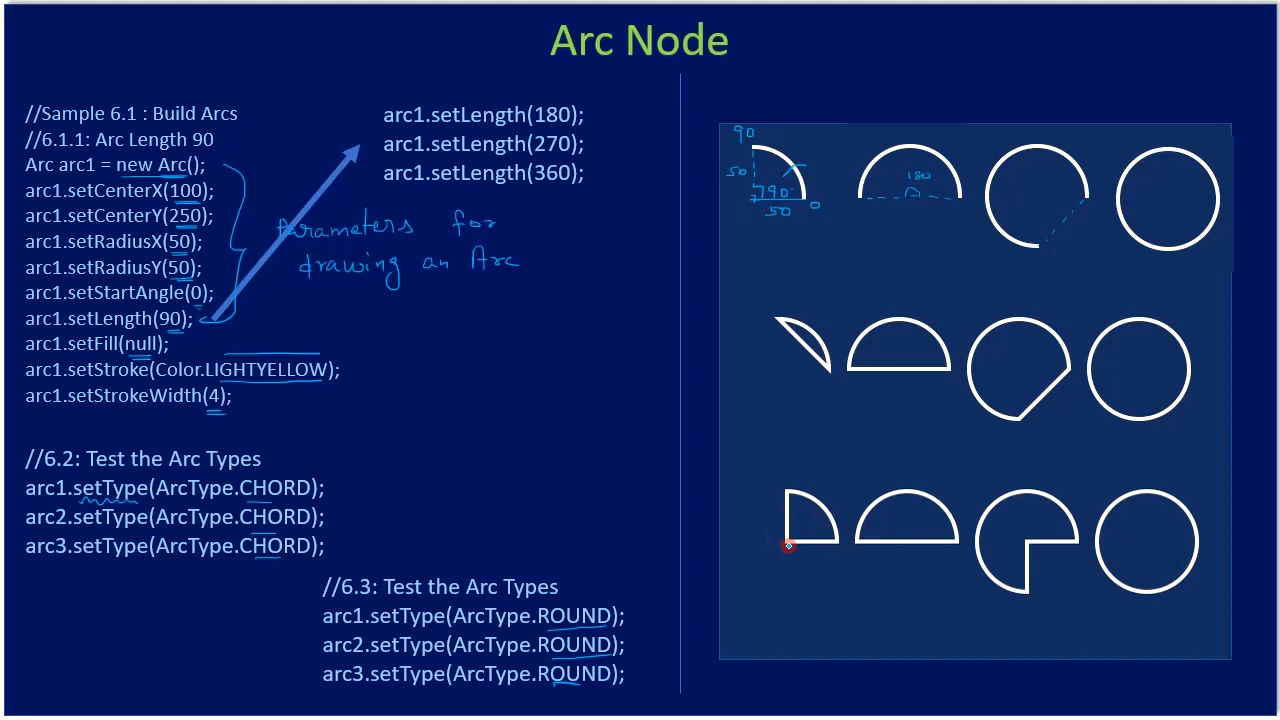 Arc Node
//Sample 6.1 : Build Arcs
//6.1.1: Arc Length 90
Arc arc1 = new Arc();
arc1.setCenterX(100);
arc1.setCenterY(250);
arc1.setRadiusX(50);
arc1.setRadiusY(50);
arc1.setStartAngle(0);
arc1.setLength(90);
arc1.setFill(null);
arc1.setStroke(Color.LIGHTYELLOW);
arc1.setStrokeWidth(4);
arc1.setLength(180);
arc1.setLength(270);
arc1.setLength(360);
Parameters for
drawing an Arc
//6.2: Test the Arc Types
arc1.setType(ArcType.CHORD);
arc2.setType(ArcType.CHORD);
arc3.setType(ArcType.CHORD);
//6.3: Test the Arc Types
arc1.setType(ArcType.ROUND);
arc2.setType(ArcType.ROUND);
arc3.setType(ArcType.ROUND);
90
50
90
50
0
180